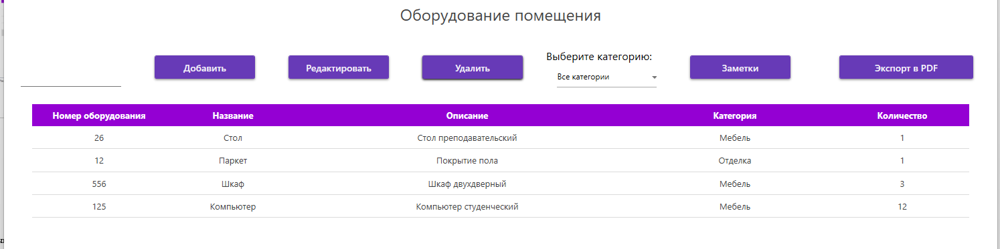 Оборудование помещения
Добавить Редактировать Удалить Выберите категорию: Все категории Заметки Экспорт в PDF
Номер оборудования Название Описание Категория Количество
26 Стол Стол преподавательский Мебель 1
12 Паркет Покрытие пола Отделка 1
556 Шкаф Шкаф двухдверный Мебель 3
125 Компьютер Компьютер студенческий Мебель 12